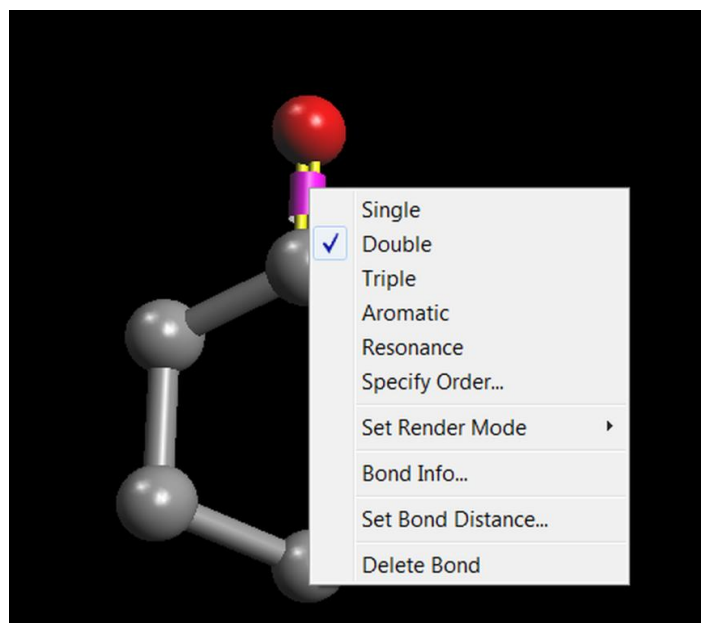 Single
Double
Triple
Aromatic
Resonance
Specify Order...
Set Render Mode
Bond Info...
Set Bond Distance...
Delete Bond